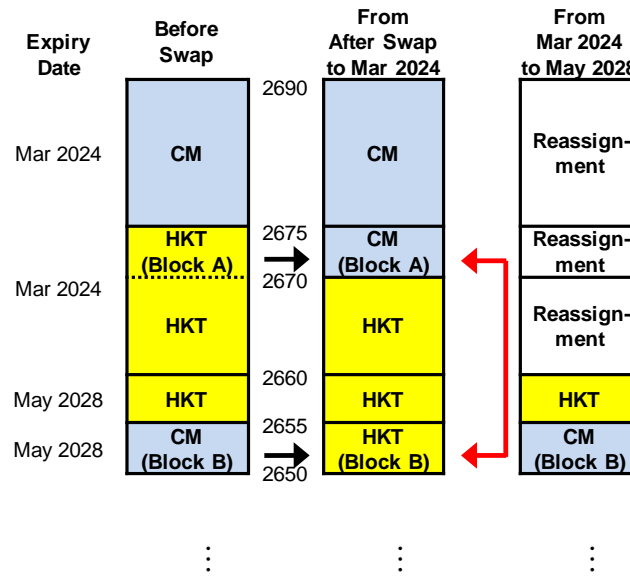 Expiry
Date
Before
Swap
From
After Swap
to Mar 2024
From
Mar 2024
to May 2028
2690
Mar 2024
CM
CM
Reassign-
ment
2675
HKT
(Block A)
CM
(Block A)
Reassign-
ment
2670
Mar 2024
HKT
HKT
Reassign-
ment
2660
May 2028
HKT
HKT
HKT
2655
May 2028
CM
(Block B)
HKT
(Block B)
CM
(Block B)
2650